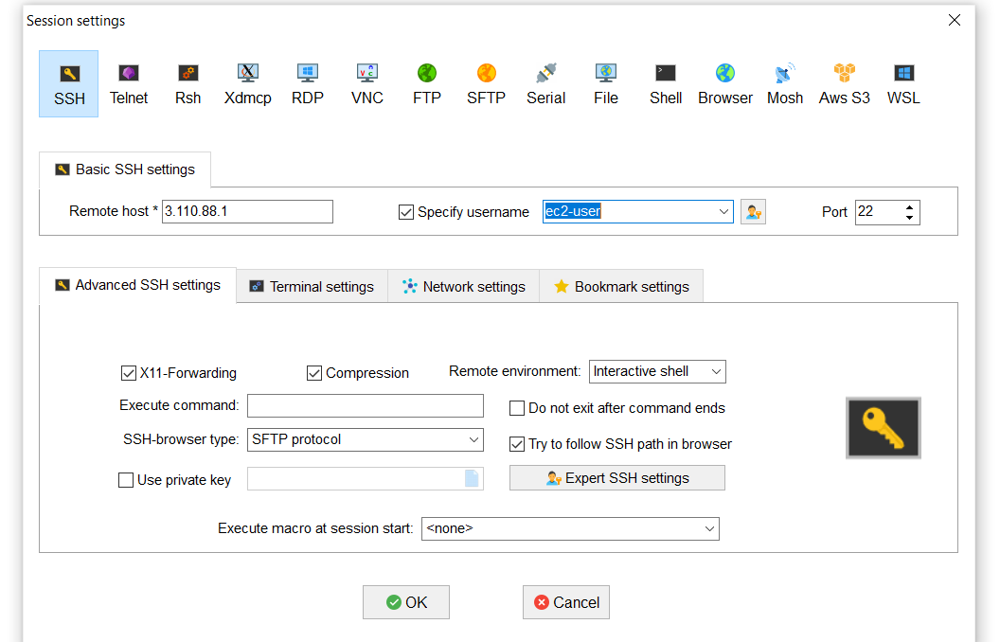 Session settings
SSH Telnet Rsh Xdmcp RDP VNC FTP SFTP Serial File Shell Browser Mosh Aws S3 WSL
Basic SSH settings
Remote host * 3.110.88.1 Specify username ec2-user Port 22
Advanced SSH settings Terminal settings Network settings Bookmark settings
X11-Forwarding Compression Remote environment: Interactive shell
Execute command: Do not exit after command ends
SSH-browser type: SFTP protocol Try to follow SSH path in browser
Use private key Expert SSH settings
Execute macro at session start: <none>
OK Cancel